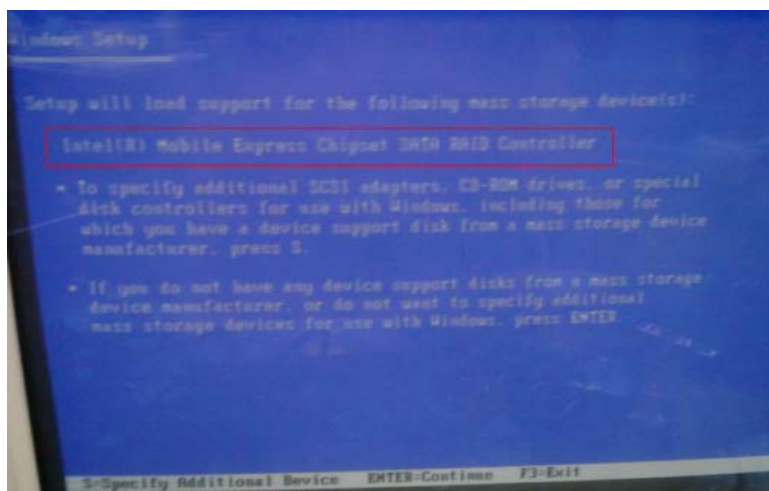 Windows Setup
Setup will load support for the following mass storage device(s):
Intel(R) Mobile Express Chipset SATA RAID Controller
* To specify additional SCSI adapters, CD-ROM drives, or special
disk controllers for use with Windows, including those for
which you have a device support disk from a mass storage device
manufacturer, press S.
* If you do not have any device support disks from a mass storage
device manufacturer, or do not want to specify additional
mass storage devices for use with Windows, press ENTER.
S=Specify Additional Device ENTER=Continue F3=Exit